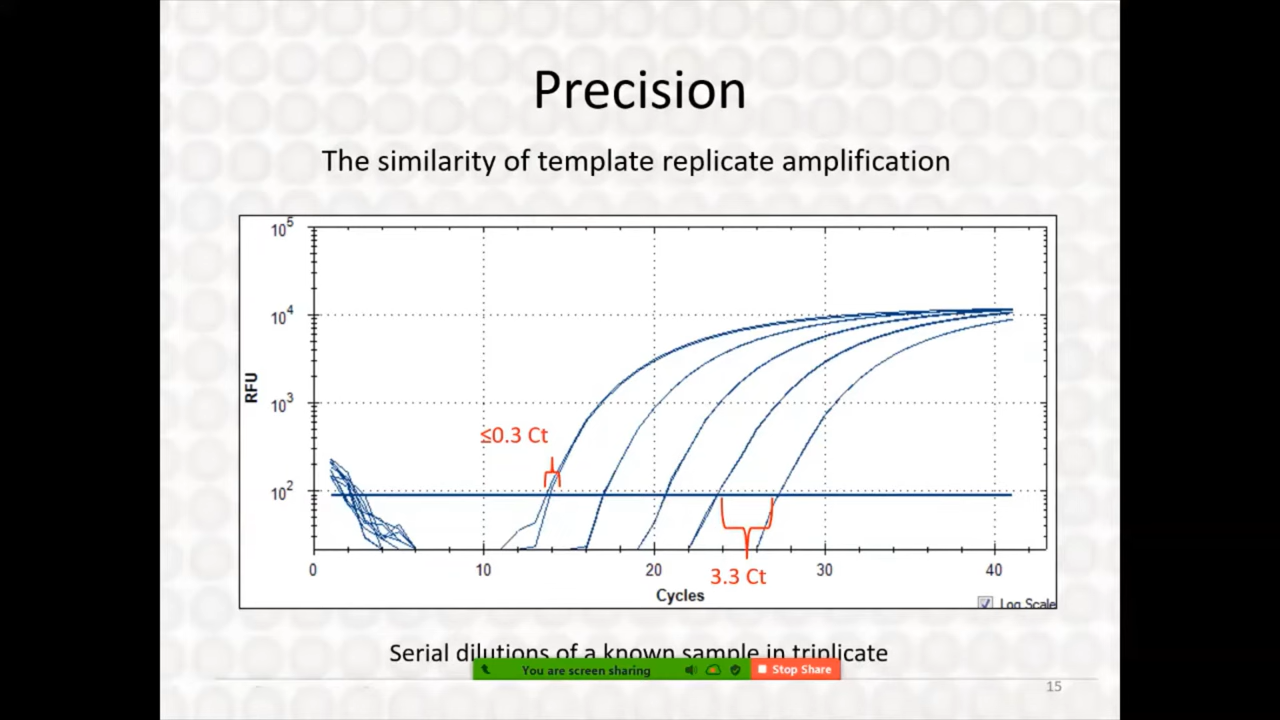 Precision
The similarity of template replicate amplification
10^5
10^4
10^3
10^2
RFU
≤0.3 Ct
3.3 Ct
0 10 20 30 40
Cycles
Log Scale
Serial dilutions of a known sample in triplicate
You are screen sharing Stop Share
15